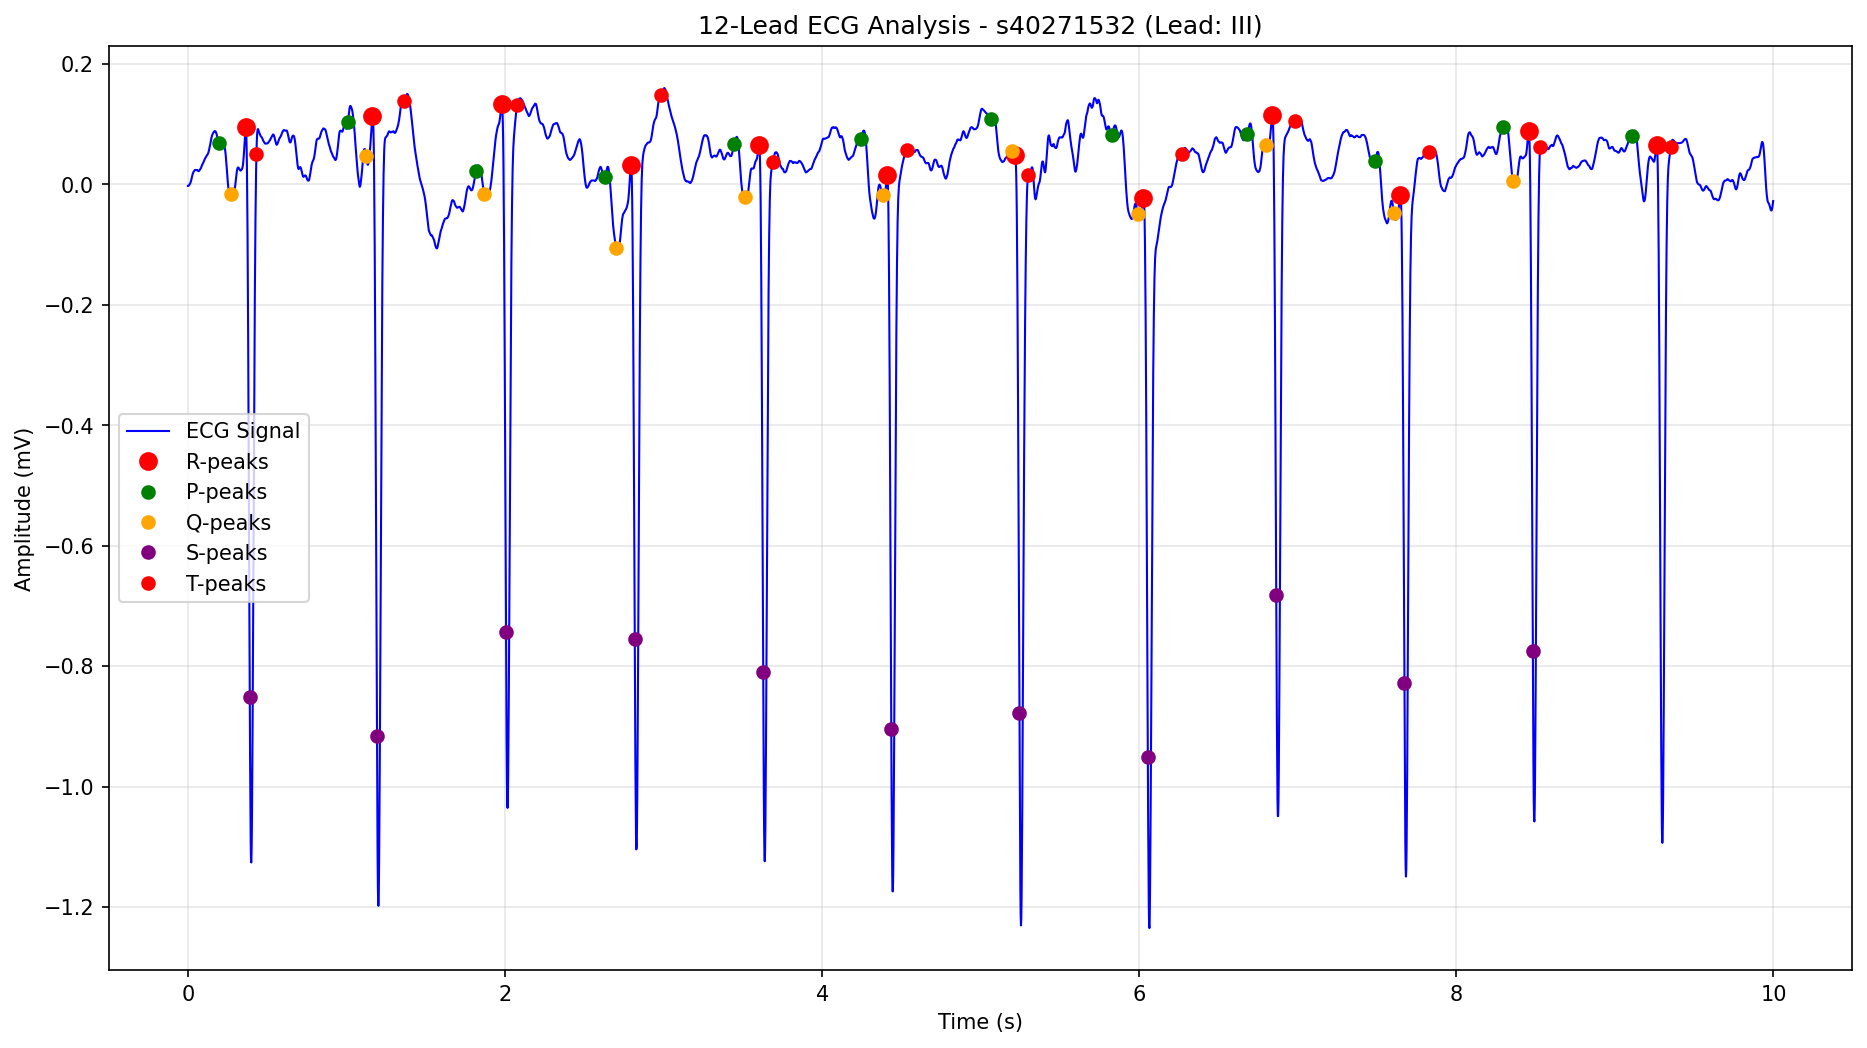 12-Lead ECG Analysis - s40271532 (Lead: III)
0.2
0.0
−0.2
−0.4
−0.6
−0.8
−1.0
−1.2
Amplitude (mV)
ECG Signal
R-peaks
P-peaks
Q-peaks
S-peaks
T-peaks
0 2 4 6 8 10
Time (s)